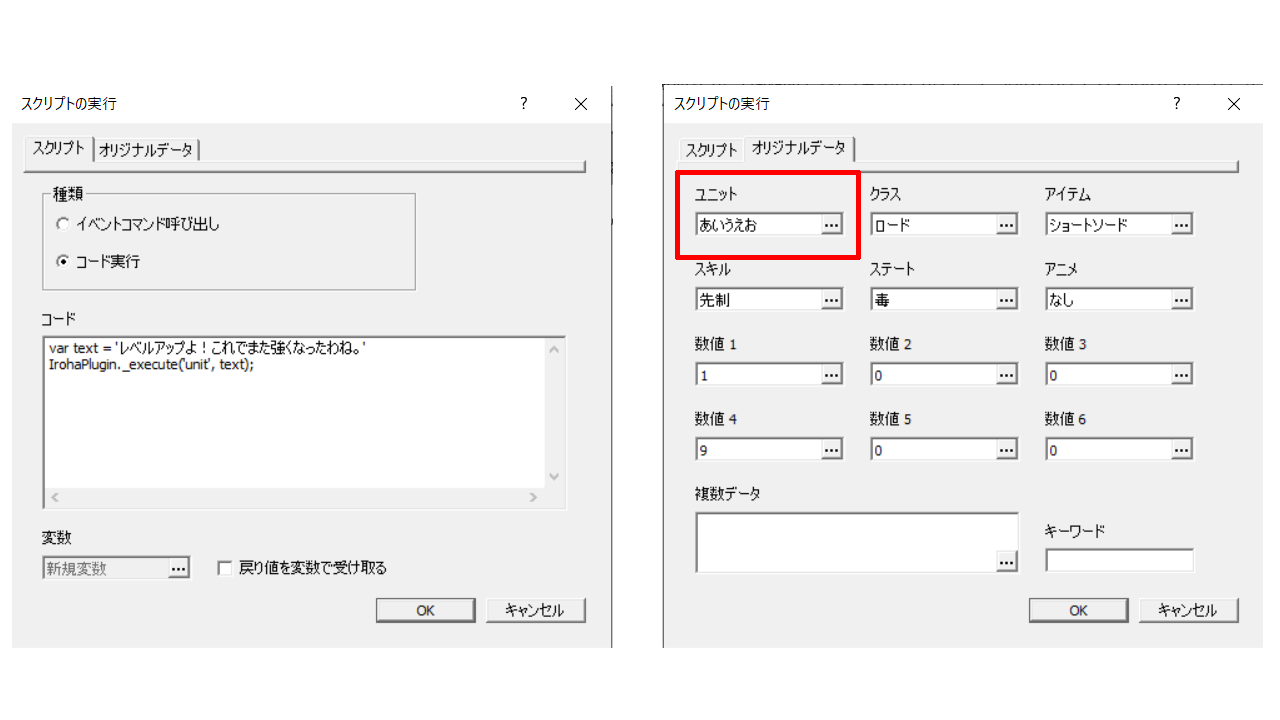 スクリプトの実行
?
×
スクリプト
オリジナルデータ
種類
イベントコマンド呼び出し
コード実行
コード
var text = 'レベルアップよ！これでまた強くなったわね。'
IrohaPlugin._execute('unit', text);
変数
新規変数
...
戻り値を変数で受け取る
OK
キャンセル
スクリプトの実行
?
×
スクリプト
オリジナルデータ
ユニット
クラス
アイテム
あいうえお
...
ロード
...
ショートソード
...
スキル
ステート
アニメ
先制
...
毒
...
なし
...
数値 1
数値 2
数値 3
1
...
0
...
0
...
数値 4
数値 5
数値 6
9
...
0
...
0
...
複数データ
...
キーワード
OK
キャンセル